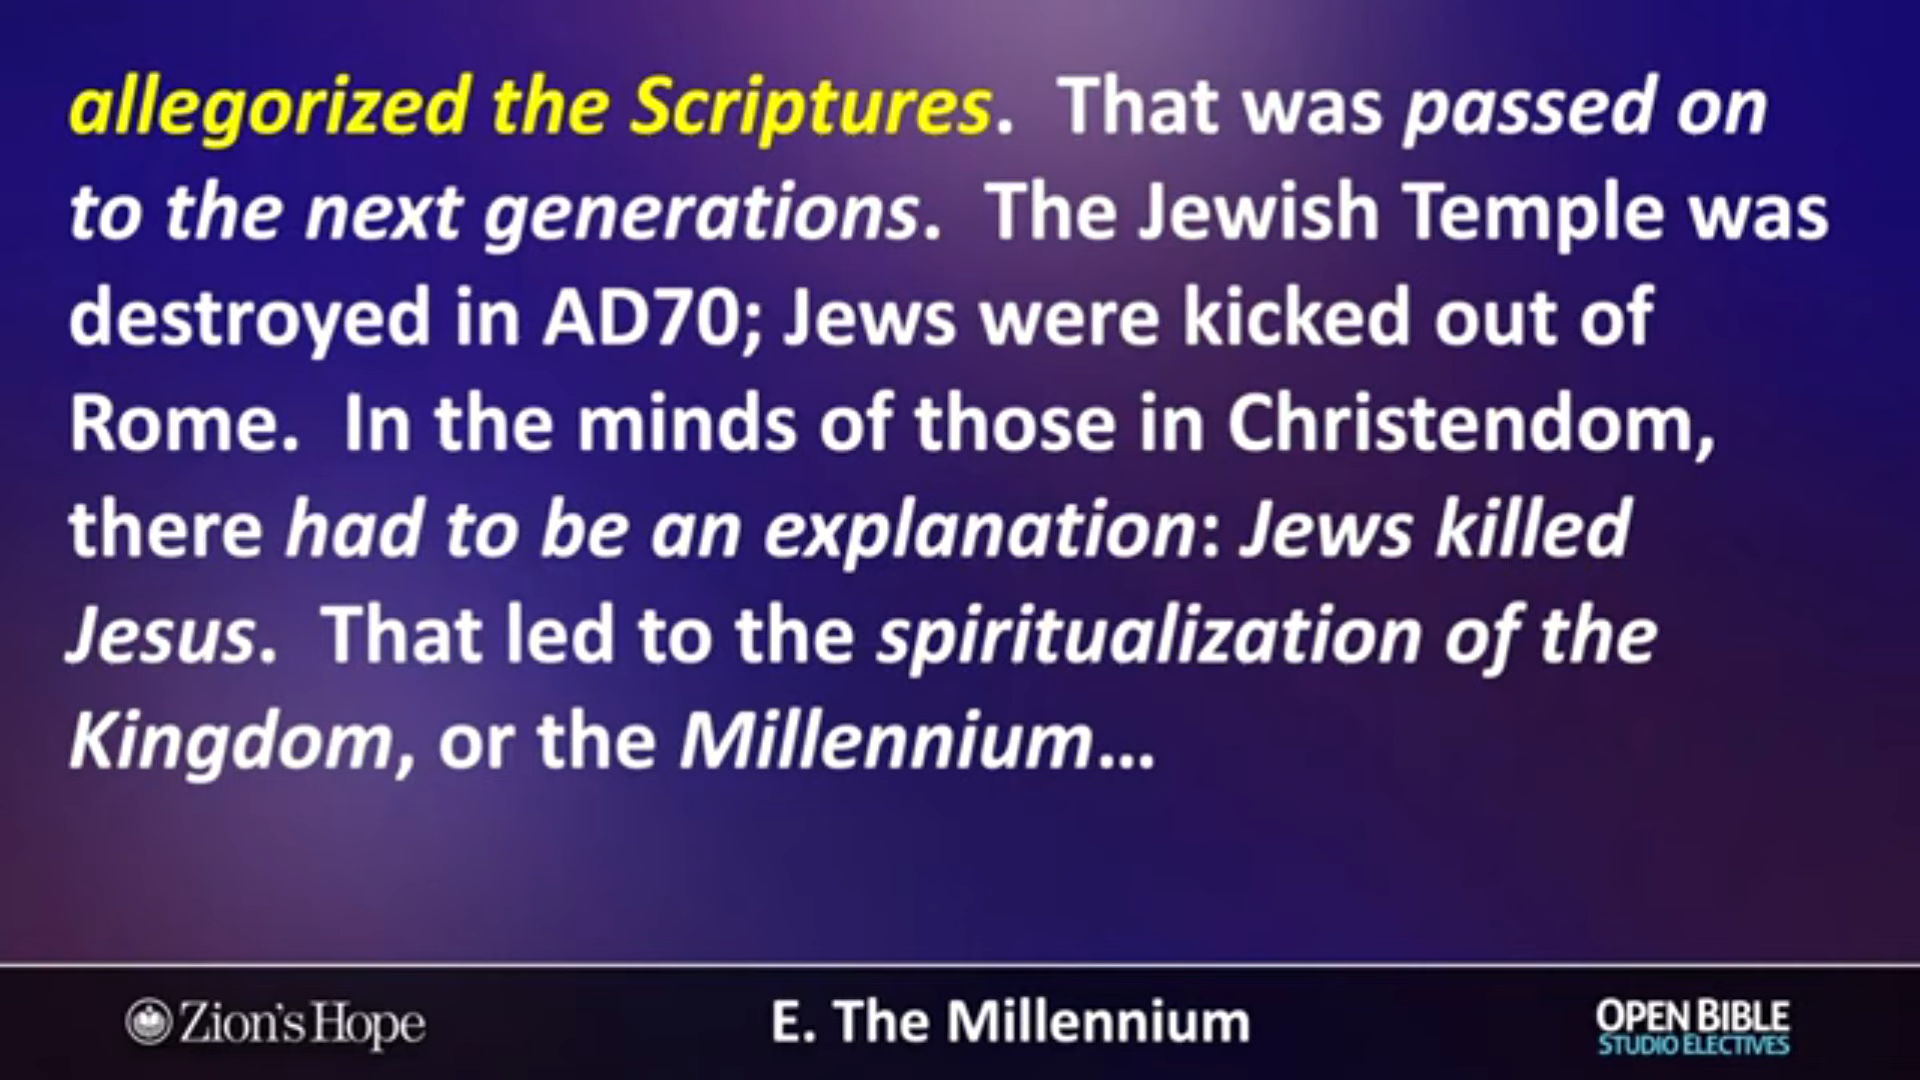 allegorized the Scriptures. That was passed on
to the next generations. The Jewish Temple was
destroyed in AD70; Jews were kicked out of
Rome. In the minds of those in Christendom,
there had to be an explanation: Jews killed
Jesus. That led to the spiritualization of the
Kingdom, or the Millennium...
Zion's Hope
E. The Millennium
OPEN BIBLE
STUDIO ELECTIVES